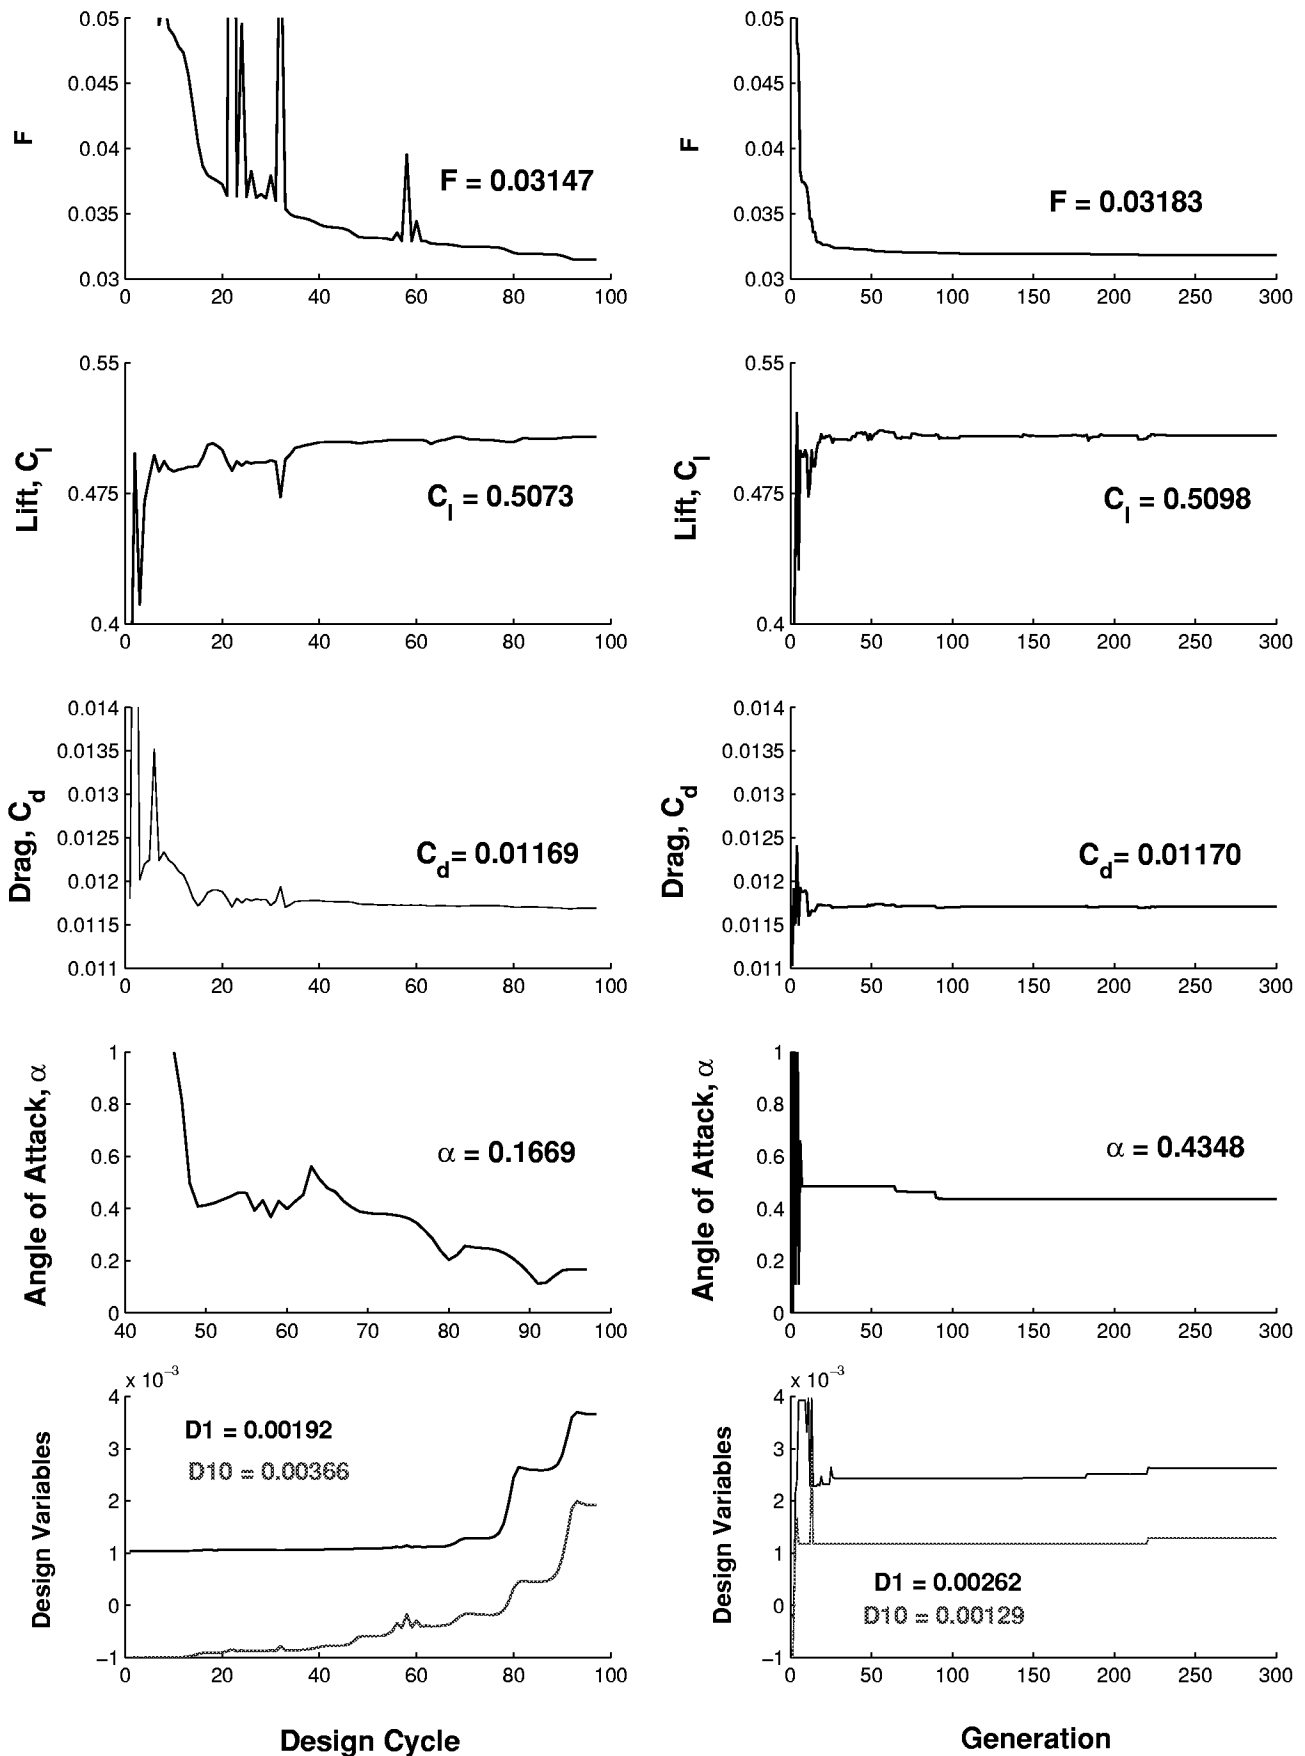 0.05
0.045
0.04
0.035
0.03
F
F = 0.03147
0 20 40 60 80 100
0.05
0.045
0.04
0.035
0.03
F
F = 0.03183
0 50 100 150 200 250 300
0.55
0.475
0.4
Lift, Cl
Cl = 0.5073
0 20 40 60 80 100
0.55
0.475
0.4
Lift, Cl
Cl = 0.5098
0 50 100 150 200 250 300
0.014
0.0135
0.013
0.0125
0.012
0.0115
0.011
Drag, Cd
Cd= 0.01169
0 20 40 60 80 100
0.014
0.0135
0.013
0.0125
0.012
0.0115
0.011
Drag, Cd
Cd= 0.01170
0 50 100 150 200 250 300
1
0.8
0.6
0.4
0.2
0
Angle of Attack, α
α = 0.1669
40 50 60 70 80 90 100
1
0.8
0.6
0.4
0.2
0
Angle of Attack, α
α = 0.4348
0 50 100 150 200 250 300
x 10−3
4
3
2
1
0
−1
Design Variables
D1 = 0.00192
D10 = 0.00366
0 20 40 60 80 100
Design Cycle
x 10−3
4
3
2
1
0
−1
Design Variables
D1 = 0.00262
D10 = 0.00129
0 50 100 150 200 250 300
Generation